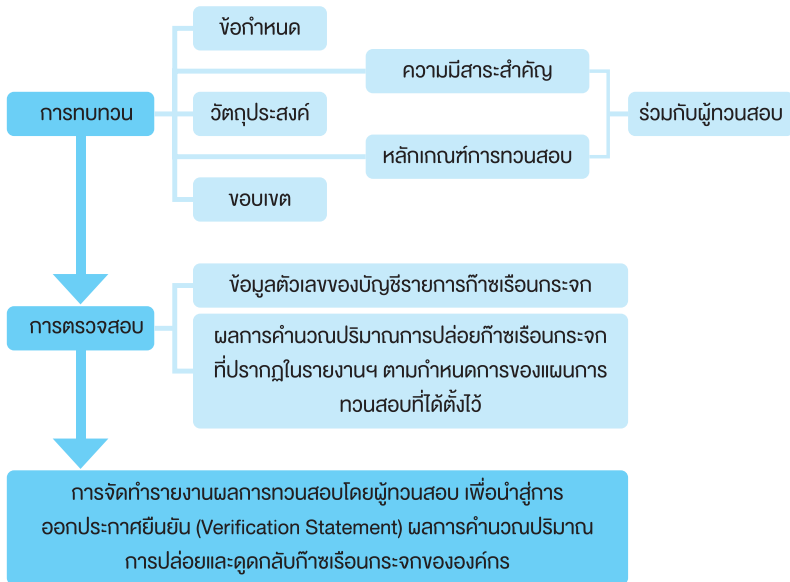 ข้อกำหนด
ความมีสาระสำคัญ
การทบทวน
วัตถุประสงค์
ร่วมกับผู้ทวนสอบ
หลักเกณฑ์การทวนสอบ
ขอบเขต
ข้อมูลตัวเลขของบัญชีรายการก๊าซเรือนกระจก
การตรวจสอบ
ผลการคำนวณปริมาณการปล่อยก๊าซเรือนกระจก
ที่ปรากฏในรายงานฯ ตามกำหนดการของแผนการ
ทวนสอบที่ได้ตั้งไว้
การจัดทำรายงานผลการทวนสอบโดยผู้ทวนสอบ เพื่อนำสู่การ
ออกประกาศยืนยัน (Verification Statement) ผลการคำนวณปริมาณ
การปล่อยและดูดกลับก๊าซเรือนกระจกขององค์กร